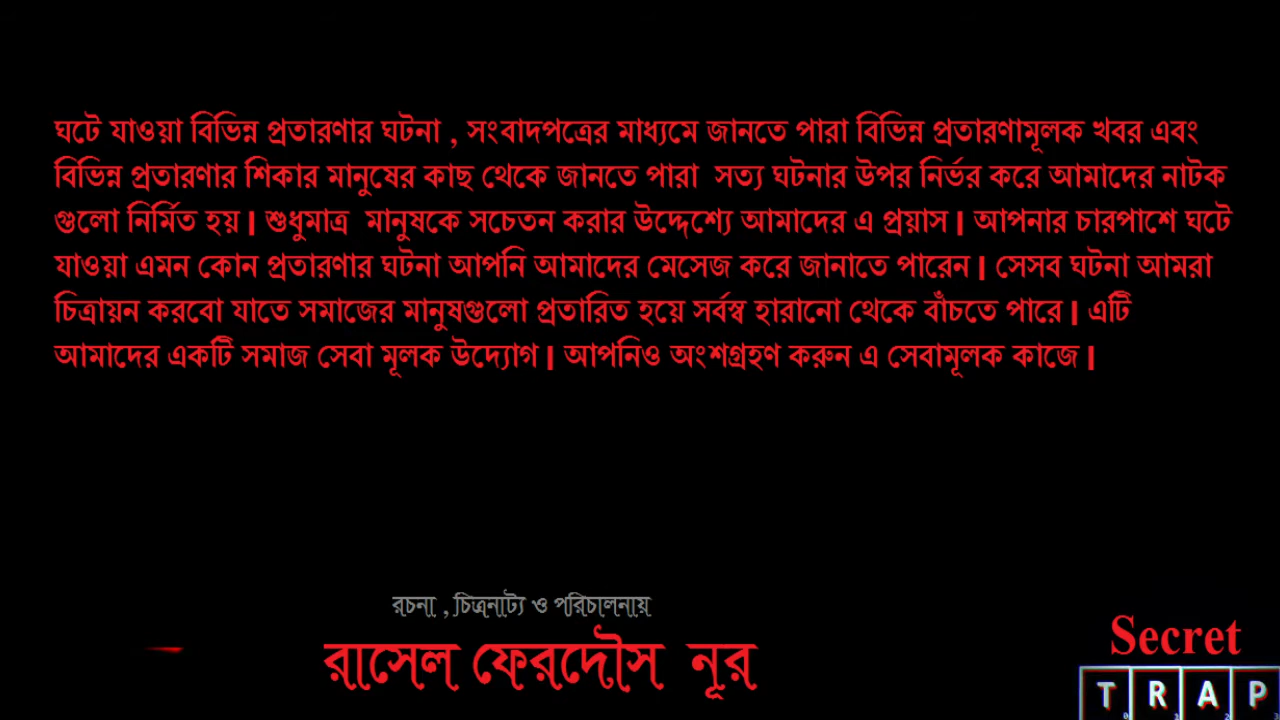 ঘটে যাওয়া বিভিন্ন প্রতারণার ঘটনা , সংবাদপত্রের মাধ্যমে জানতে পারা বিভিন্ন প্রতারণামূলক খবর এবং
বিভিন্ন প্রতারণার শিকার মানুষের কাছ থেকে জানতে পারা সত্য ঘটনার উপর নির্ভর করে আমাদের নাটক
গুলো নির্মিত হয়। শুধুমাত্র মানুষকে সচেতন করার উদ্দেশ্যে আমাদের এ প্রয়াস। আপনার চারপাশে ঘটে
যাওয়া এমন কোন প্রতারণার ঘটনা আপনি আমাদের মেসেজ করে জানাতে পারেন। সেসব ঘটনা আমরা
চিত্রায়ন করবো যাতে সমাজের মানুষগুলো প্রতারিত হয়ে সর্বস্ব হারানো থেকে বাঁচতে পারে। এটি
আমাদের একটি সমাজ সেবা মূলক উদ্যোগ। আপনিও অংশগ্রহণ করুন এ সেবামূলক কাজে।
রচনা , চিত্রনাট্য ও পরিচালনায়
রাসেল ফেরদৌস নূর
Secret
TRAP